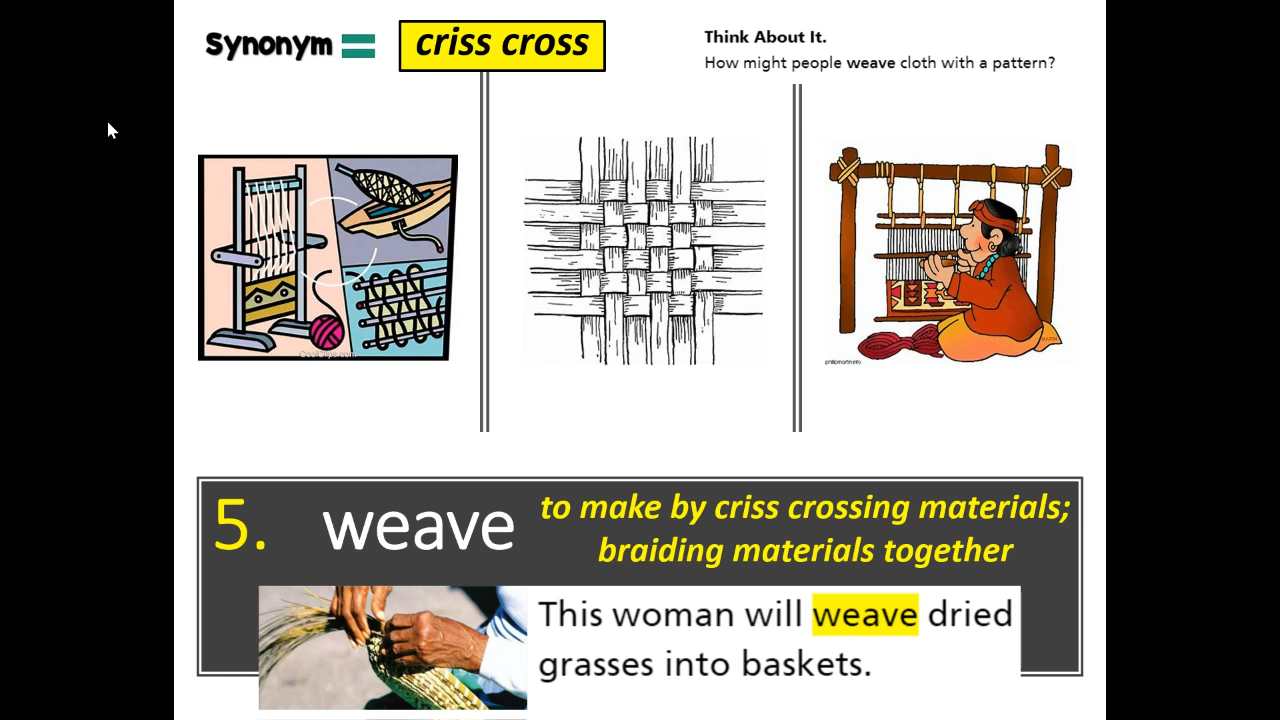 Synonym =
criss cross
Think About It.
How might people weave cloth with a pattern?
5. weave
to make by criss crossing materials;
braiding materials together
This woman will weave dried
grasses into baskets.